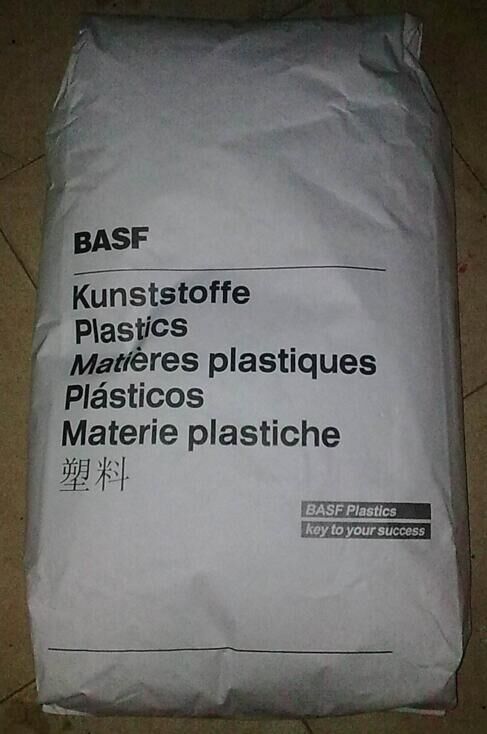 BASF
Kunststoffe
Plastics
Matières plastiques
Plásticos
Materie plastiche
塑料
BASF Plastics
key to your success